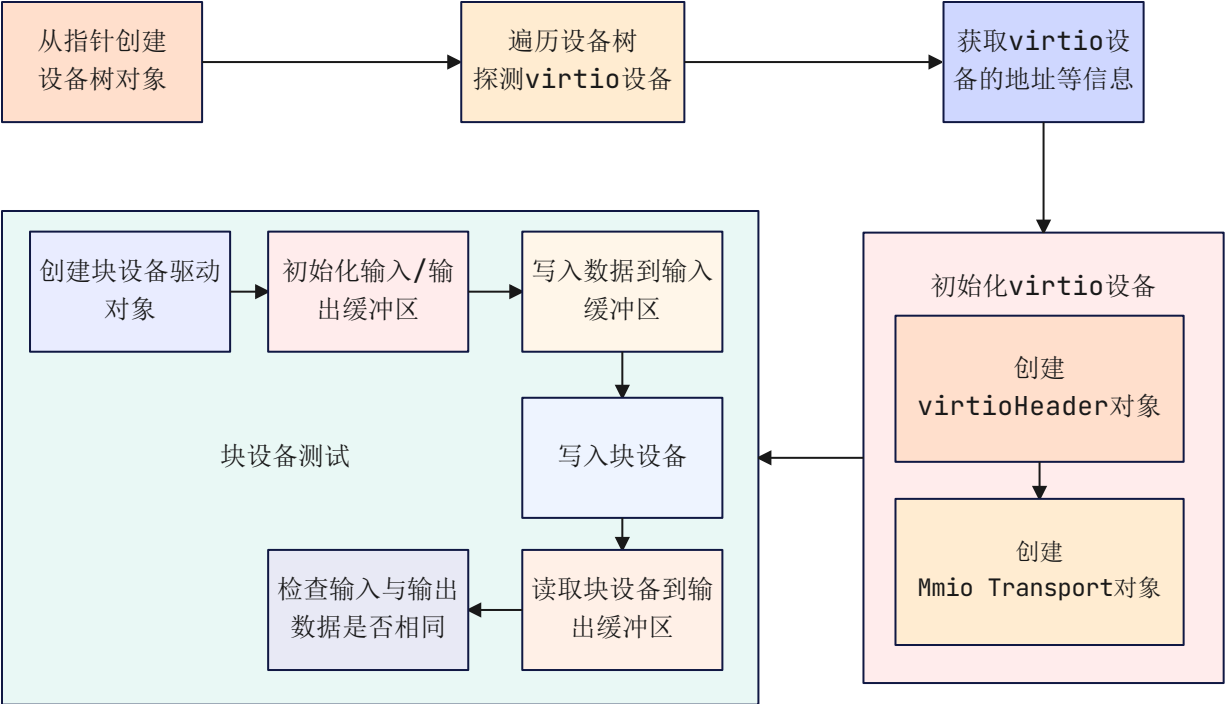 从指针创建
设备树对象
遍历设备树
探测virtio设备
获取virtio设
备的地址等信息
初始化virtio设备
创建
virtioHeader对象
创建
Mmio Transport对象
块设备测试
创建块设备驱动
对象
初始化输入/输
出缓冲区
写入数据到输入
缓冲区
写入块设备
读取块设备到输
出缓冲区
检查输入与输出
数据是否相同